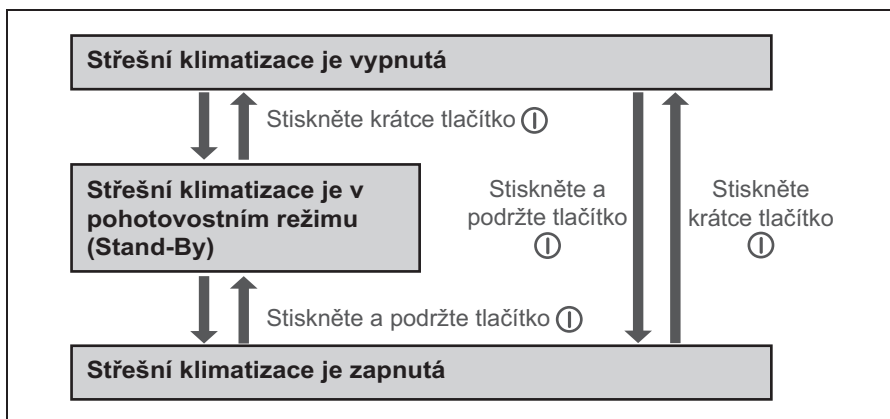 Střešní klimatizace je vypnutá
Stiskněte krátce tlačítko
Střešní klimatizace je v
pohotovostním režimu
(Stand-By)
Stiskněte a
podržte tlačítko
Stiskněte
krátce tlačítko
Stiskněte a podržte tlačítko
Střešní klimatizace je zapnutá